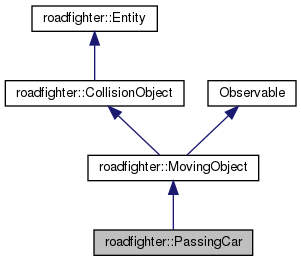 roadfighter::Entity
roadfighter::CollisionObject
Observable
roadfighter::MovingObject
roadfighter::PassingCar